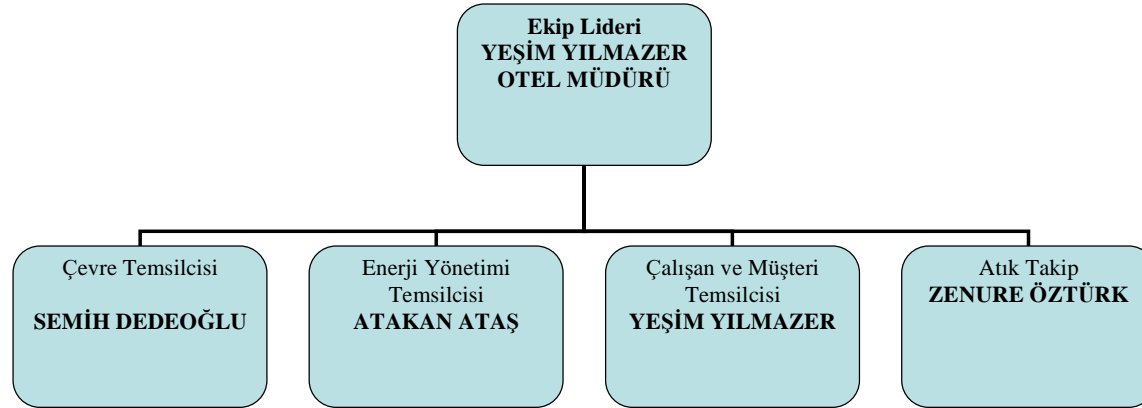 Ekip Lideri
YEŞİM YILMAZER
OTEL MÜDÜRÜ
Çevre Temsilcisi
SEMİH DEDEOĞLU
Enerji Yönetimi
Temsilcisi
ATAKAN ATAŞ
Çalışan ve Müşteri
Temsilcisi
YEŞİM YILMAZER
Atık Takip
ZENURE ÖZTÜRK